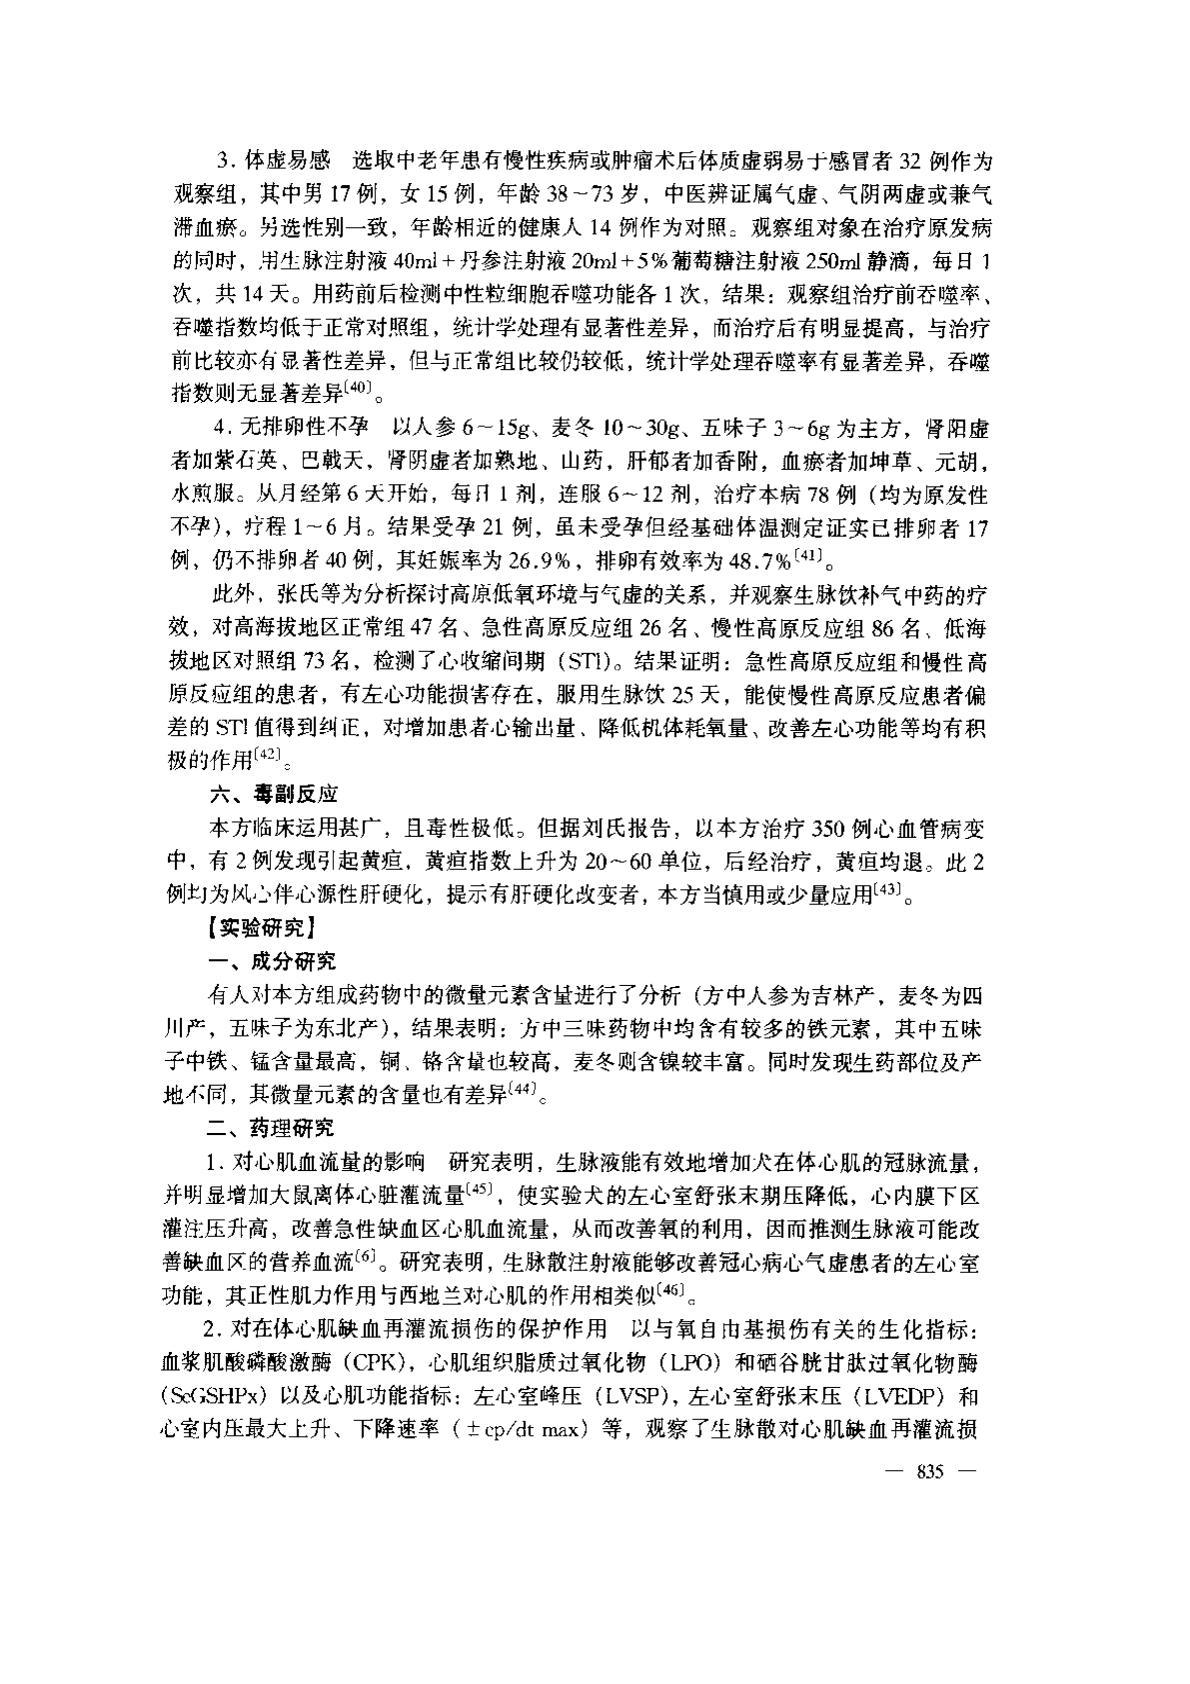 3. 体虚易感　选取中老年患有慢性疾病或肿瘤术后体质虚弱易于感冒者 32 例作为
观察组，其中男 17 例，女 15 例，年龄 38～73 岁，中医辨证属气虚、气阴两虚或兼气
滞血瘀。另选性别一致，年龄相近的健康人 14 例作为对照。观察组对象在治疗原发病
的同时，用生脉注射液 40ml＋丹参注射液 20ml＋5％葡萄糖注射液 250ml 静滴，每日 1
次，共 14 天。用药前后检测中性粒细胞吞噬功能各 1 次，结果：观察组治疗前吞噬率、
吞噬指数均低于正常对照组，统计学处理有显著性差异，而治疗后有明显提高，与治疗
前比较亦有显著性差异，但与正常组比较仍较低，统计学处理吞噬率有显著差异，吞噬
指数则无显著差异〔40〕。
4. 无排卵性不孕　以人参 6～15g、麦冬 10～30g、五味子 3～6g 为主方，肾阳虚
者加紫石英、巴戟天，肾阴虚者加熟地、山药，肝郁者加香附，血瘀者加坤草、元胡，
水煎服。从月经第 6 天开始，每日 1 剂，连服 6～12 剂，治疗本病 78 例（均为原发性
不孕），疗程 1～6 月。结果受孕 21 例，虽未受孕但经基础体温测定证实已排卵者 17
例，仍不排卵者 40 例，其妊娠率为 26.9％，排卵有效率为 48.7％〔41〕。
此外，张氏等为分析探讨高原低氧环境与气虚的关系，并观察生脉饮补气中药的疗
效，对高海拔地区正常组 47 名、急性高原反应组 26 名、慢性高原反应组 86 名、低海
拔地区对照组 73 名，检测了心收缩间期（STI）。结果证明：急性高原反应组和慢性高
原反应组的患者，有左心功能损害存在，服用生脉饮 25 天，能使慢性高原反应患者偏
差的 STI 值得到纠正，对增加患者心输出量、降低机体耗氧量、改善左心功能等均有积
极的作用〔42〕。
六、毒副反应
本方临床运用甚广，且毒性极低。但据刘氏报告，以本方治疗 350 例心血管病变
中，有 2 例发现引起黄疸，黄疸指数上升为 20～60 单位，后经治疗，黄疸均退。此 2
例均为风心伴心源性肝硬化，提示有肝硬化改变者，本方当慎用或少量应用〔43〕。
【实验研究】
一、成分研究
有人对本方组成药物中的微量元素含量进行了分析（方中人参为吉林产，麦冬为四
川产，五味子为东北产），结果表明：方中三味药物中均含有较多的铁元素，其中五味
子中铁、锰含量最高，铜、铬含量也较高，麦冬则含镍较丰富。同时发现生药部位及产
地不同，其微量元素的含量也有差异〔44〕。
二、药理研究
1. 对心肌血流量的影响　研究表明，生脉液能有效地增加犬在体心肌的冠脉流量，
并明显增加大鼠离体心脏灌流量〔45〕，使实验犬的左心室舒张末期压降低，心内膜下区
灌注压升高，改善急性缺血区心肌血流量，从而改善氧的利用，因而推测生脉液可能改
善缺血区的营养血流〔6〕。研究表明，生脉散注射液能够改善冠心病心气虚患者的左心室
功能，其正性肌力作用与西地兰对心肌的作用相类似〔46〕。
2. 对在体心肌缺血再灌流损伤的保护作用　以与氧自由基损伤有关的生化指标：
血浆肌酸磷酸激酶（CPK），心肌组织脂质过氧化物（LPO）和硒谷胱甘肽过氧化物酶
（SeGSHPx）以及心肌功能指标：左心室峰压（LVSP），左心室舒张末压（LVEDP）和
心室内压最大上升、下降速率（±cp/dt max）等，观察了生脉散对心肌缺血再灌流损
— 835 —